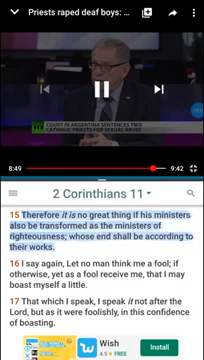 Priests raped deaf boys: ...
RT
COURT IN ARGENTINA SENTENCES TWO
CATHOLIC PRIESTS FOR SEXUAL ABUSE
8:49
9:42
2 Corinthians 11
15 Therefore it is no great thing if his ministers
also be transformed as the ministers of
righteousness; whose end shall be according to
their works.
16 I say again, Let no man think me a fool; if
otherwise, yet as a fool receive me, that I may
boast myself a little.
17 That which I speak, I speak it not after the
Lord, but as it were foolishly, in this confidence
of boasting.
Wish
4.5 ★ FREE
Install